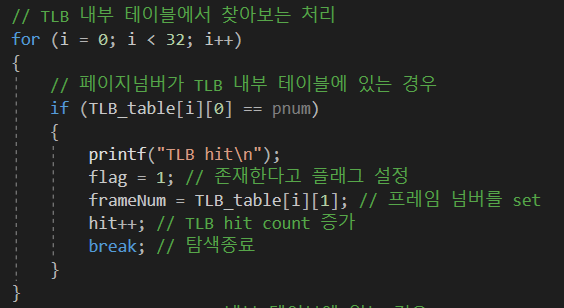 // TLB 내부 테이블에서 찾아보는 처리
for (i = 0; i < 32; i++)
{
// 페이지넘버가 TLB 내부 테이블에 있는 경우
if (TLB_table[i][0] == pnum)
{
printf("TLB hit\n");
flag = 1; // 존재한다고 플래그 설정
frameNum = TLB_table[i][1]; // 프레임 넘버를 set
hit++; // TLB hit count 증가
break; // 탐색종료
}
}